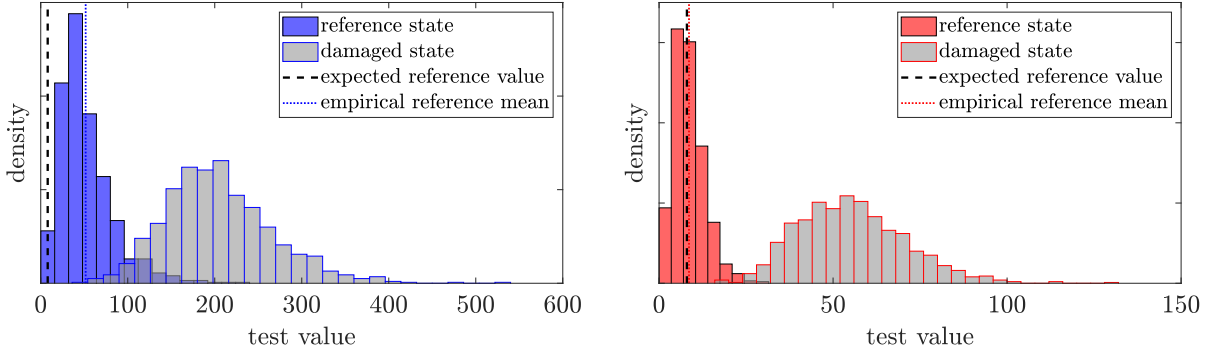 reference state
damaged state
expected reference value
empirical reference mean
density
0 100 200 300 400 500 600
test value
reference state
damaged state
expected reference value
empirical reference mean
density
0 50 100 150
test value